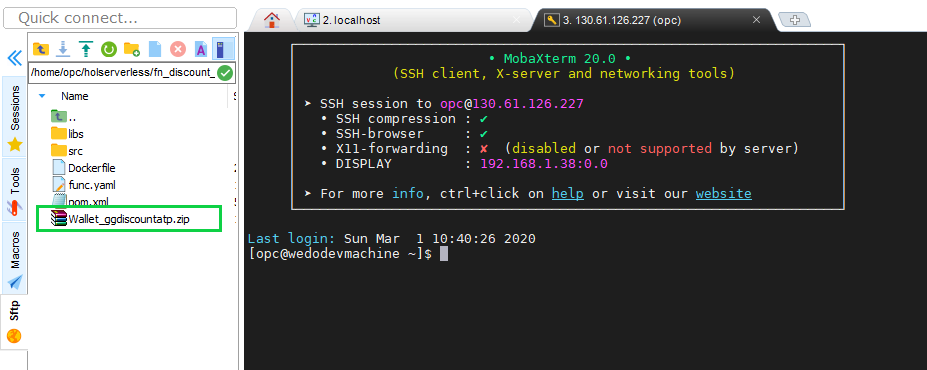 Quick connect...
2. localhost
3. 130.61.126.227 (opc)
/home/opc/holserverless/fn_discount_
Name
..
libs
src
Dockerfile
func.yaml
pom.xml
Wallet_ggdiscountatp.zip
Sessions
Tools
Macros
Sftp
• MobaXterm 20.0 •
(SSH client, X-server and networking tools)
➤ SSH session to opc@130.61.126.227
• SSH compression : ✔
• SSH-browser : ✔
• X11-forwarding : ✘ (disabled or not supported by server)
• DISPLAY : 192.168.1.38:0.0
➤ For more info, ctrl+click on help or visit our website
Last login: Sun Mar 1 10:40:26 2020
[opc@wedodevmachine ~]$